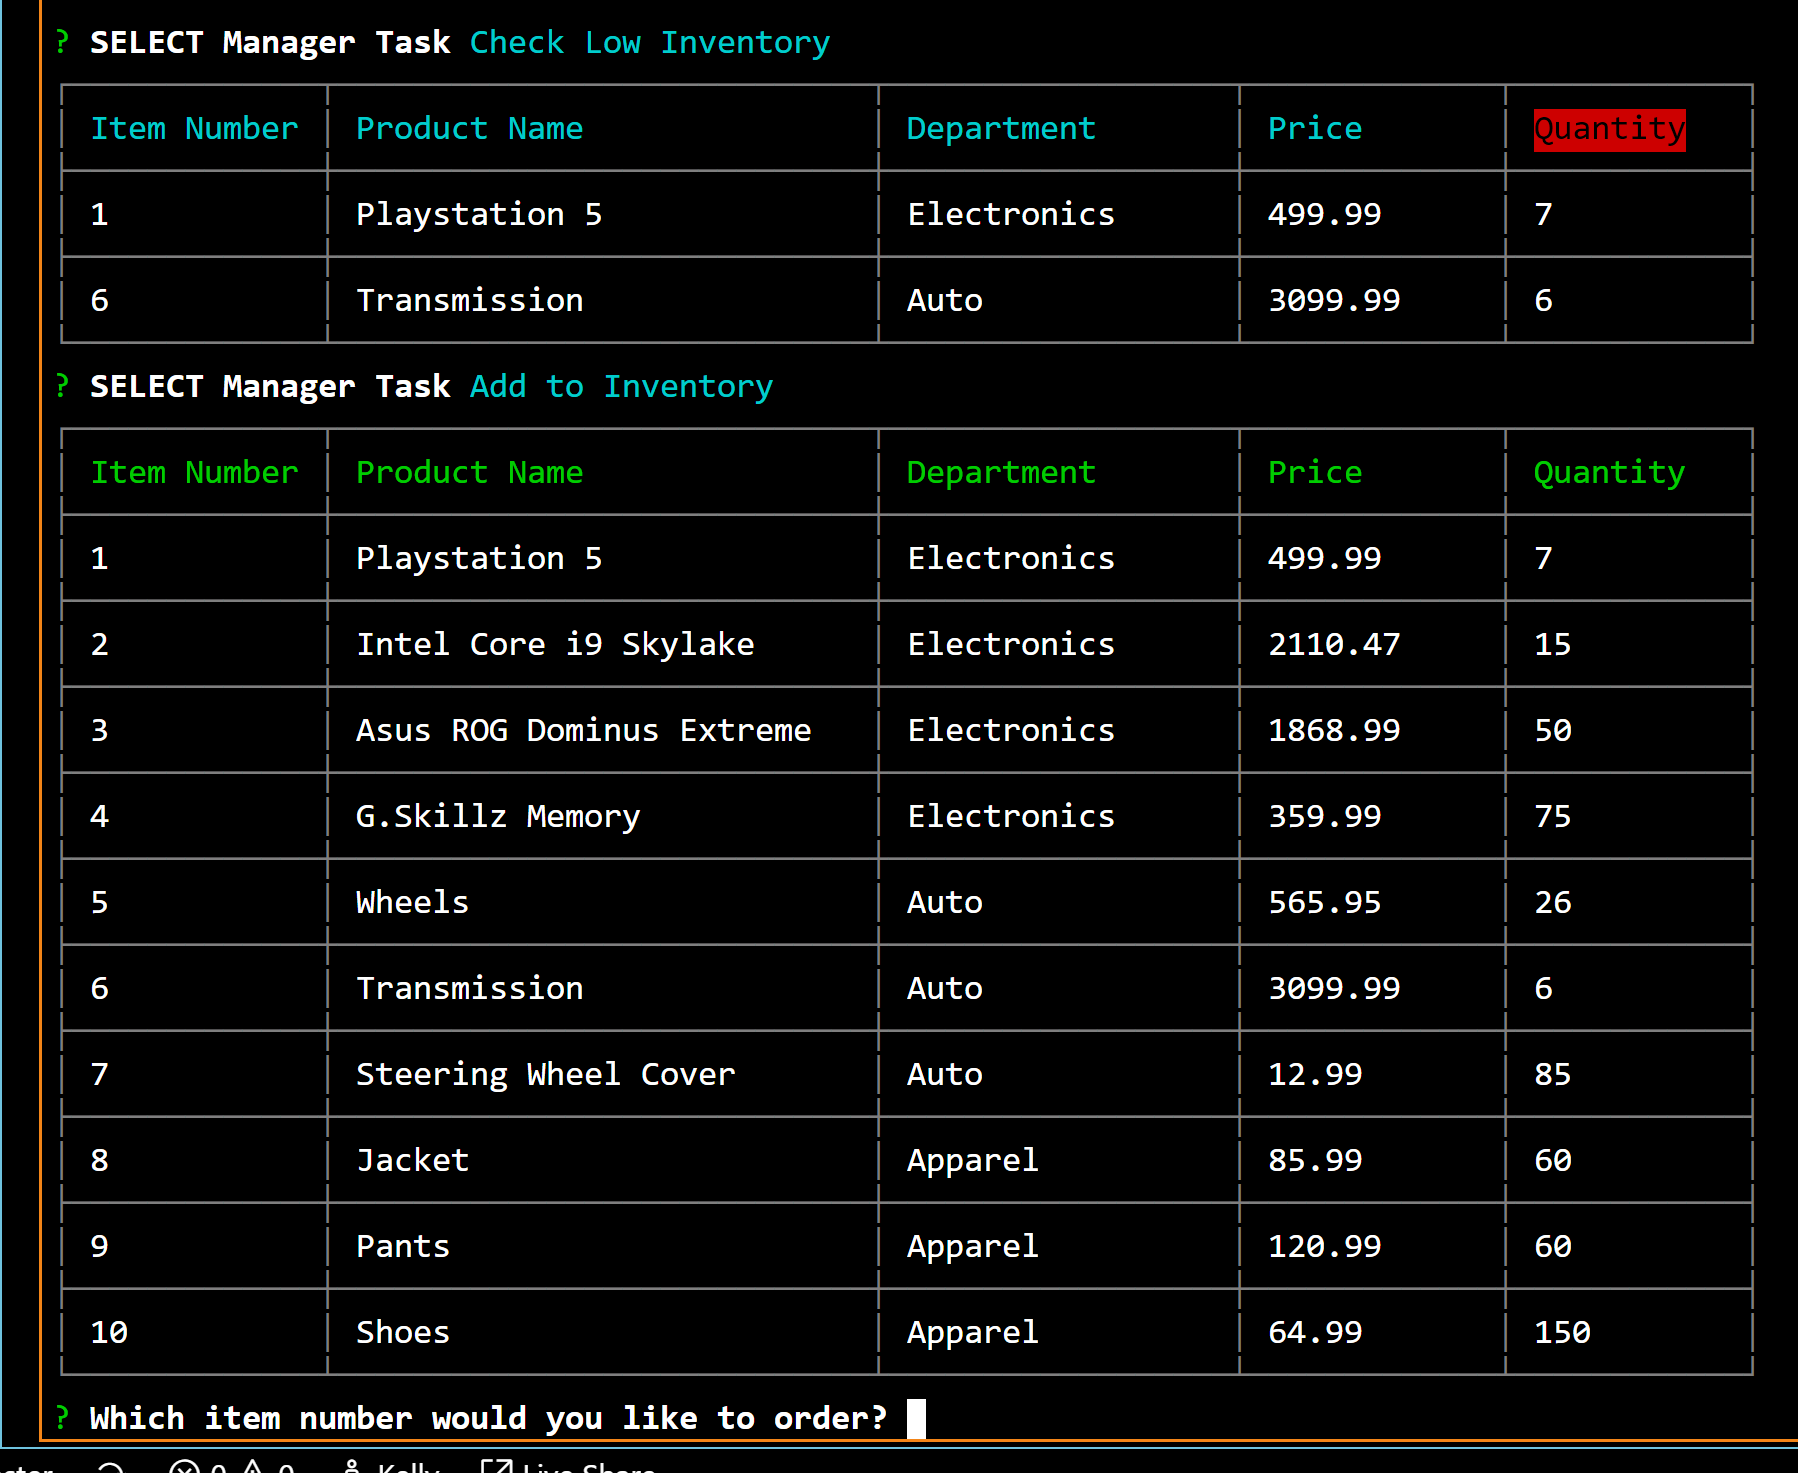 ? SELECT Manager Task Check Low Inventory
Item Number Product Name Department Price Quantity
1 Playstation 5 Electronics 499.99 7
6 Transmission Auto 3099.99 6
? SELECT Manager Task Add to Inventory
Item Number Product Name Department Price Quantity
1 Playstation 5 Electronics 499.99 7
2 Intel Core i9 Skylake Electronics 2110.47 15
3 Asus ROG Dominus Extreme Electronics 1868.99 50
4 G.Skillz Memory Electronics 359.99 75
5 Wheels Auto 565.95 26
6 Transmission Auto 3099.99 6
7 Steering Wheel Cover Auto 12.99 85
8 Jacket Apparel 85.99 60
9 Pants Apparel 120.99 60
10 Shoes Apparel 64.99 150
? Which item number would you like to order?
0 0 Kelly Live Share